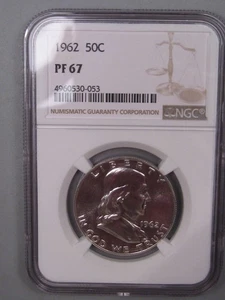 1962 50C
PF 67
4960530-053
NUMISMATIC GUARANTY CORPORATION
NGC
LIBERTY
1962
IN GOD WE TRUST